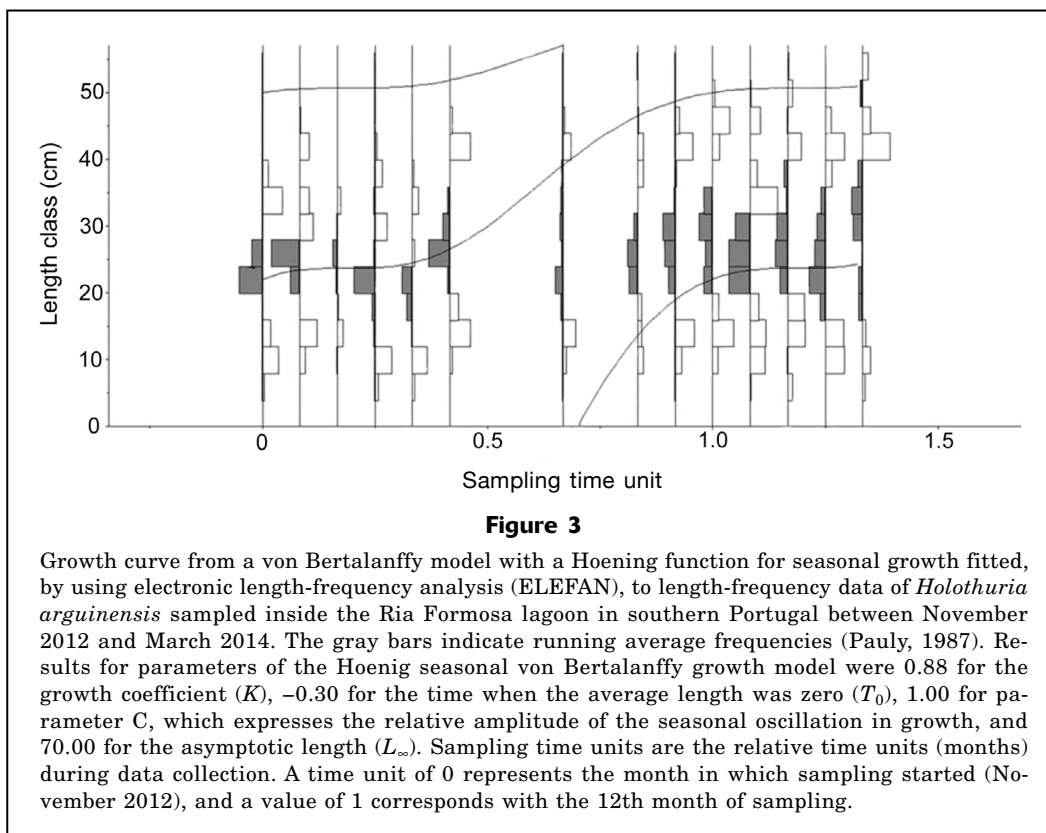 50
40
30
20
10
0
Length class (cm)
0
0.5
1.0
1.5
Sampling time unit
Figure 3
Growth curve from a von Bertalanffy model with a Hoening function for seasonal growth fitted,
by using electronic length-frequency analysis (ELEFAN), to length-frequency data of Holothuria
arguinensis sampled inside the Ria Formosa lagoon in southern Portugal between November
2012 and March 2014. The gray bars indicate running average frequencies (Pauly, 1987). Re-
sults for parameters of the Hoenig seasonal von Bertalanffy growth model were 0.88 for the
growth coefficient (K), –0.30 for the time when the average length was zero (T₀), 1.00 for pa-
rameter C, which expresses the relative amplitude of the seasonal oscillation in growth, and
70.00 for the asymptotic length (L∞). Sampling time units are the relative time units (months)
during data collection. A time unit of 0 represents the month in which sampling started (No-
vember 2012), and a value of 1 corresponds with the 12th month of sampling.